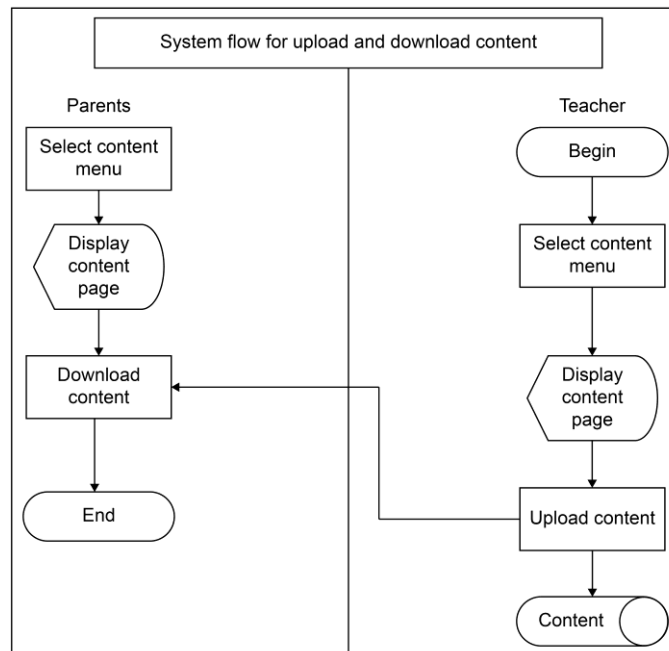 System flow for upload and download content
Parents
Select content
menu
Display
content
page
Download
content
End
Teacher
Begin
Select content
menu
Display
content
page
Upload content
Content